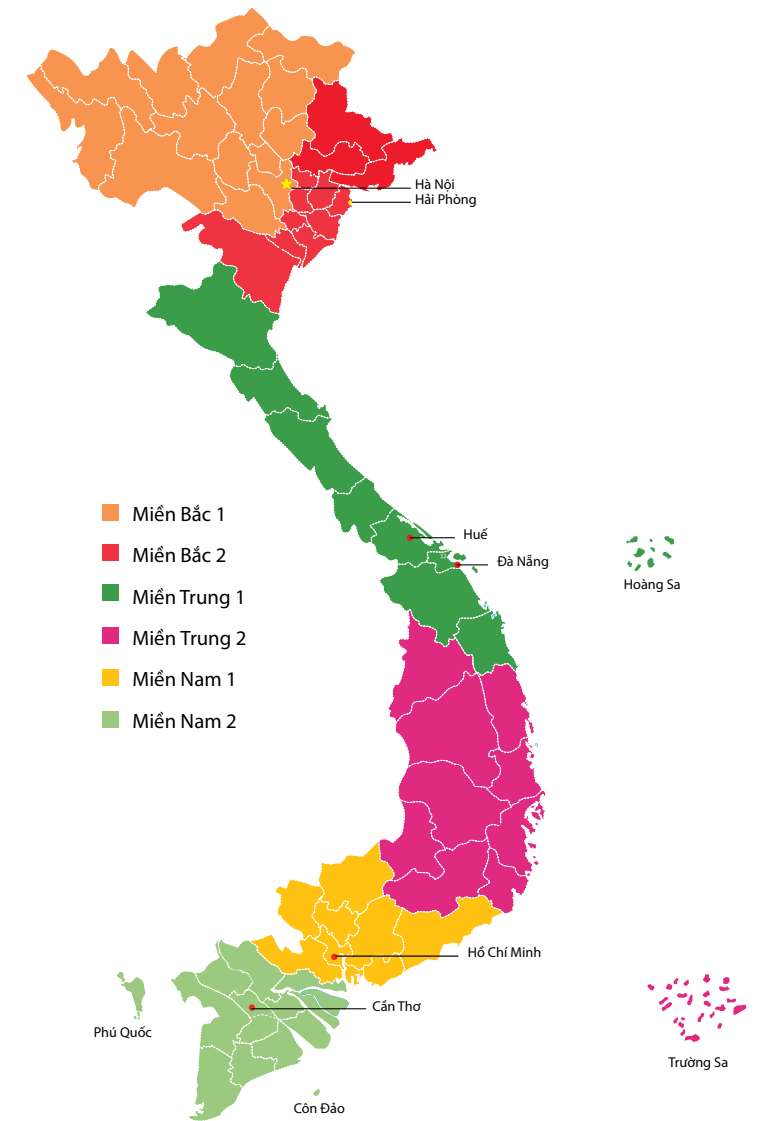 Hà Nội
Hải Phòng
Miền Bắc 1
Miền Bắc 2
Miền Trung 1
Miền Trung 2
Miền Nam 1
Miền Nam 2
Huế
Đà Nẵng
Hoàng Sa
Hồ Chí Minh
Cần Thơ
Phú Quốc
Trường Sa
Côn Đảo